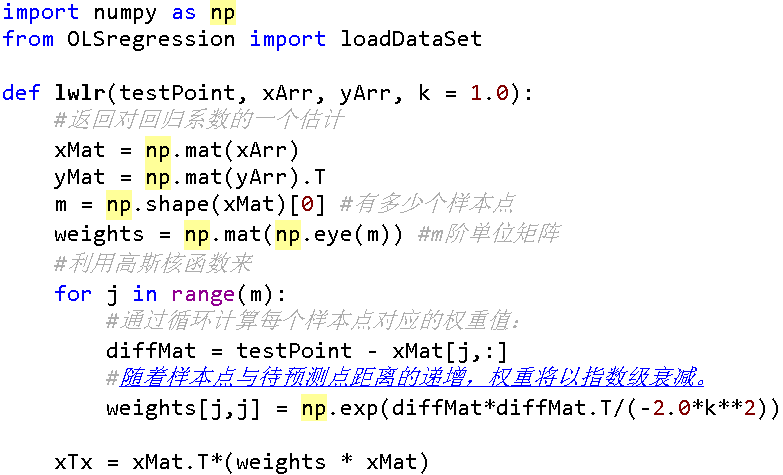 import numpy as np
from OLSregression import loadDataSet
def lwlr(testPoint, xArr, yArr, k = 1.0):
#返回对回归系数的一个估计
xMat = np.mat(xArr)
yMat = np.mat(yArr).T
m = np.shape(xMat)[0] #有多少个样本点
weights = np.mat(np.eye(m)) #m阶单位矩阵
#利用高斯核函数来
for j in range(m):
#通过循环计算每个样本点对应的权重值:
diffMat = testPoint - xMat[j,:]
#随着样本点与待预测点距离的递增，权重将以指数级衰减。
weights[j,j] = np.exp(diffMat*diffMat.T/(-2.0*k**2))
xTx = xMat.T*(weights * xMat)